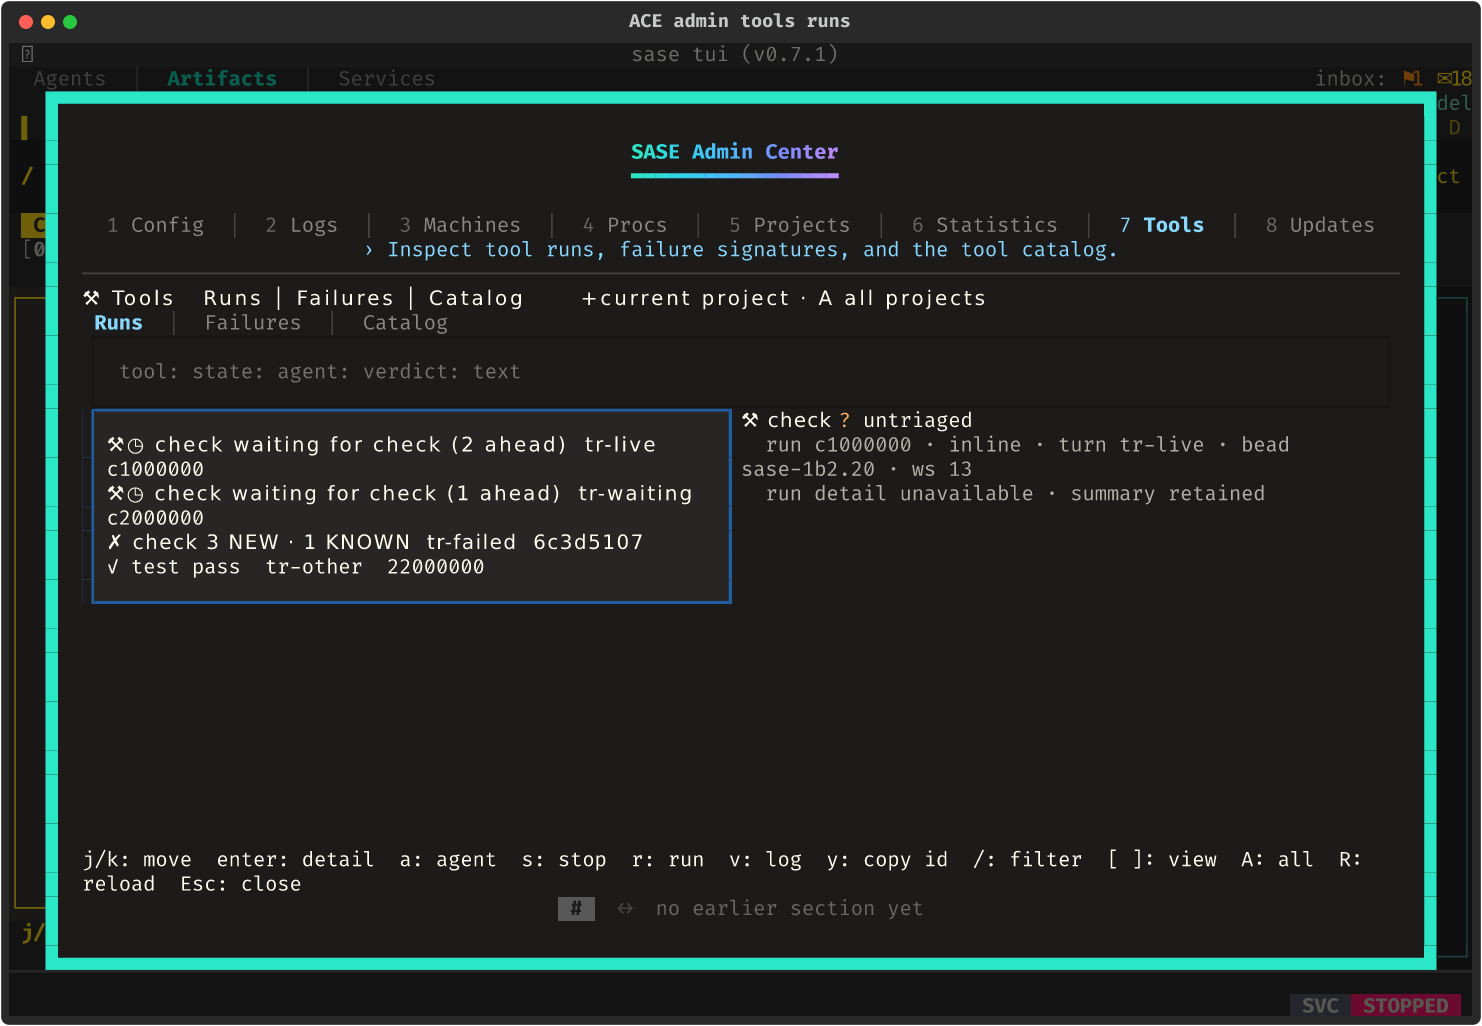 ACE admin tools runs
sase tui (v0.7.1)
Agents │ Artifacts │ Services inbox: ⚑1 ✉18
del
D
/ ct
C
[0
SASE Admin Center
1 Config │ 2 Logs │ 3 Machines │ 4 Procs │ 5 Projects │ 6 Statistics │ 7 Tools │ 8 Updates
› Inspect tool runs, failure signatures, and the tool catalog.
⚒ Tools Runs │ Failures │ Catalog +current project · A all projects
Runs │ Failures │ Catalog
tool: state: agent: verdict: text
⚒◷ check waiting for check (2 ahead) tr-live
c1000000
⚒◷ check waiting for check (1 ahead) tr-waiting
c2000000
✗ check 3 NEW · 1 KNOWN tr-failed 6c3d5107
√ test pass tr-other 22000000
⚒ check ? untriaged
run c1000000 · inline · turn tr-live · bead
sase-1b2.20 · ws 13
run detail unavailable · summary retained
j/k: move enter: detail a: agent s: stop r: run v: log y: copy id /: filter [ ]: view A: all R:
reload Esc: close
# ↔ no earlier section yet
j/
SVC STOPPED